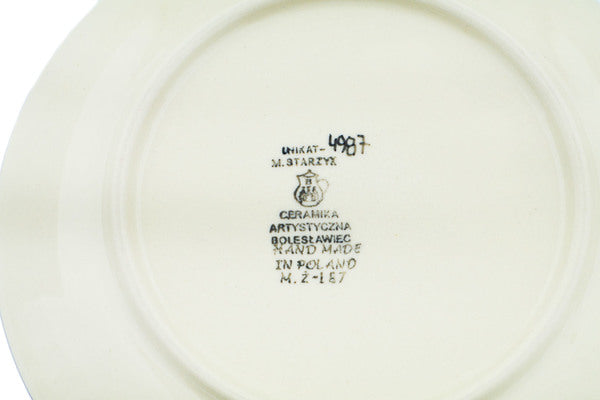 UNIKAT-4987
M. STARZYK
CERAMIKA
ARTYSTYCZNA
BOLESŁAWIEC
HAND MADE
IN POLAND
M.Ż-187